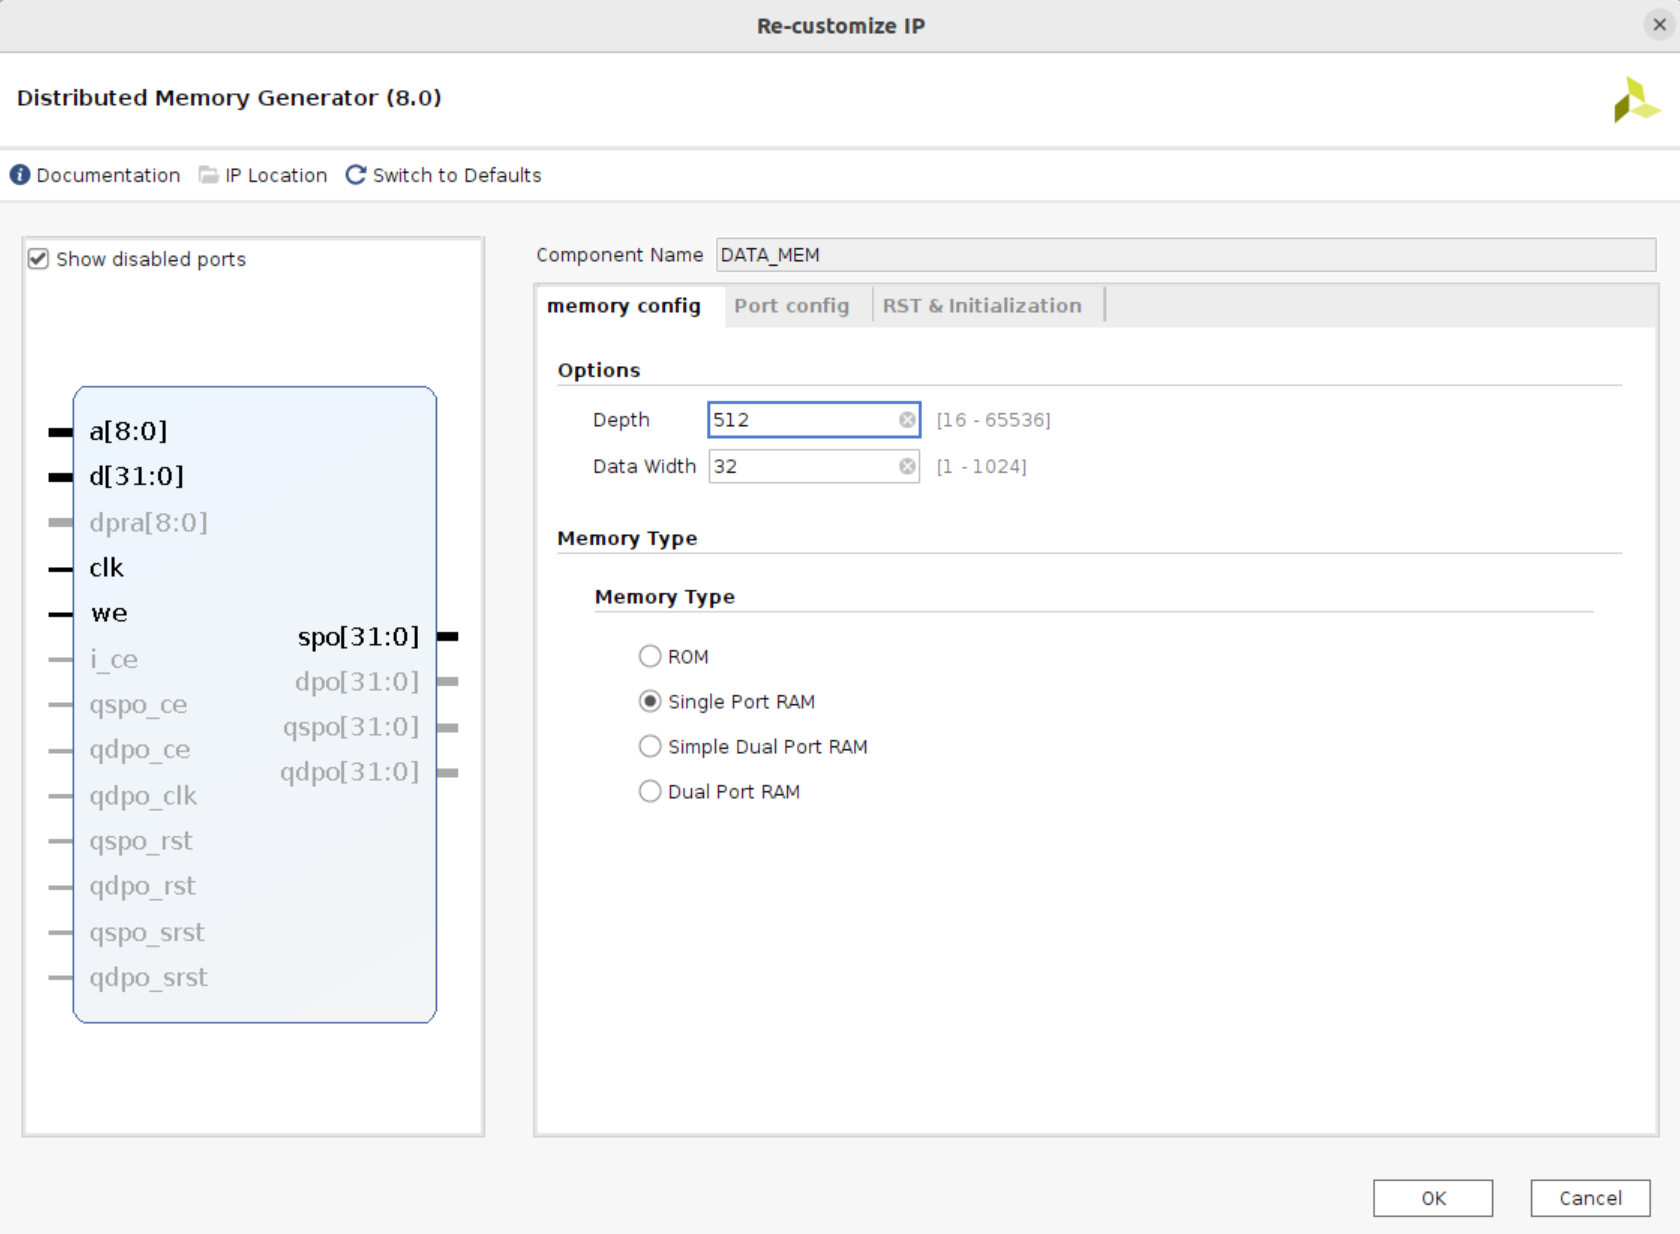 Re-customize IP
Distributed Memory Generator (8.0)
Documentation IP Location Switch to Defaults
Show disabled ports
a[8:0]
d[31:0]
dpra[8:0]
clk
we
i_ce
qspo_ce
qdpo_ce
qdpo_clk
qspo_rst
qdpo_rst
qspo_srst
qdpo_srst
spo[31:0]
dpo[31:0]
qspo[31:0]
qdpo[31:0]
Component Name DATA_MEM
memory config Port config RST & Initialization
Options
Depth 512 [16 - 65536]
Data Width 32 [1 - 1024]
Memory Type
Memory Type
ROM
Single Port RAM
Simple Dual Port RAM
Dual Port RAM
OK Cancel